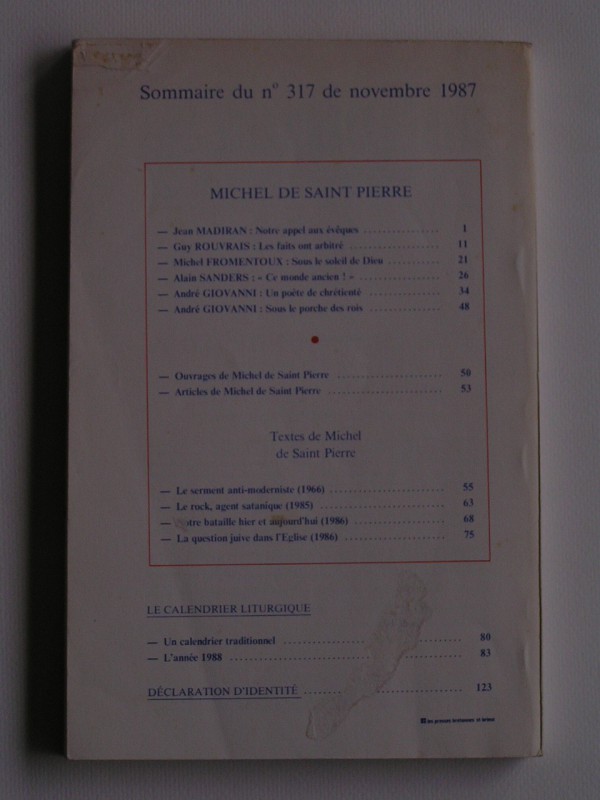 Sommaire du nº 317 de novembre 1987
MICHEL DE SAINT PIERRE
— Jean MADIRAN : Notre appel aux évêques ................ 1
— Guy ROUVRAIS : Les faits ont arbitré ................... 11
— Michel FROMENTOUX : Sous le soleil de Dieu ........... 21
— Alain SANDERS : « Ce monde ancien ! » ................. 26
— André GIOVANNI : Un poète de chrétienté .............. 34
— André GIOVANNI : Sous le porche des rois .............. 48
●
— Ouvrages de Michel de Saint Pierre ..................... 50
— Articles de Michel de Saint Pierre ....................... 53
Textes de Michel
de Saint Pierre
— Le serment anti-moderniste (1966) ....................... 55
— Le rock, agent satanique (1985) .......................... 63
— Notre bataille hier et aujourd'hui (1986) ................. 68
— La question juive dans l'Eglise (1986) .................... 75
LE CALENDRIER LITURGIQUE
— Un calendrier traditionnel ................................ 80
— L'année 1988 ............................................ 83
DÉCLARATION D'IDENTITÉ ............................ 123